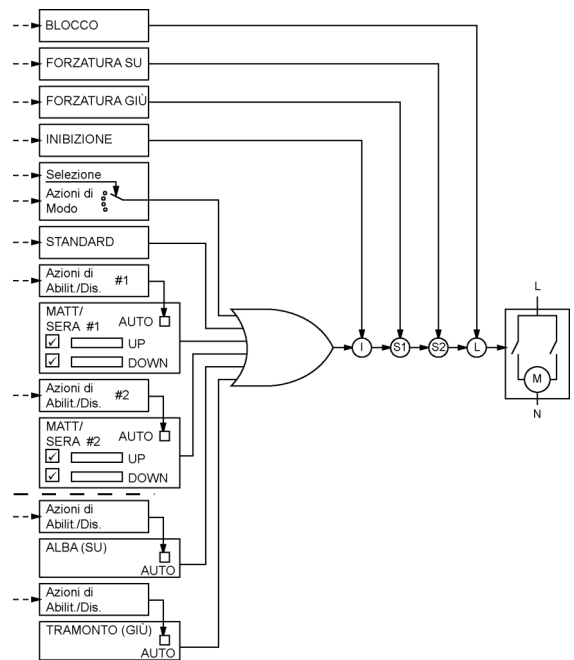 BLOCCO
FORZATURA SU
FORZATURA GIÙ
INIBIZIONE
Selezione
Azioni di
Modo
STANDARD
Azioni di
Abilit./Dis. #1
MATT/
SERA #1 AUTO
UP
DOWN
Azioni di
Abilit./Dis. #2
MATT/
SERA #2 AUTO
UP
DOWN
Azioni di
Abilit./Dis.
ALBA (SU)
AUTO
Azioni di
Abilit./Dis.
TRAMONTO (GIÙ)
AUTO
I S1 S2 L
L
M
N